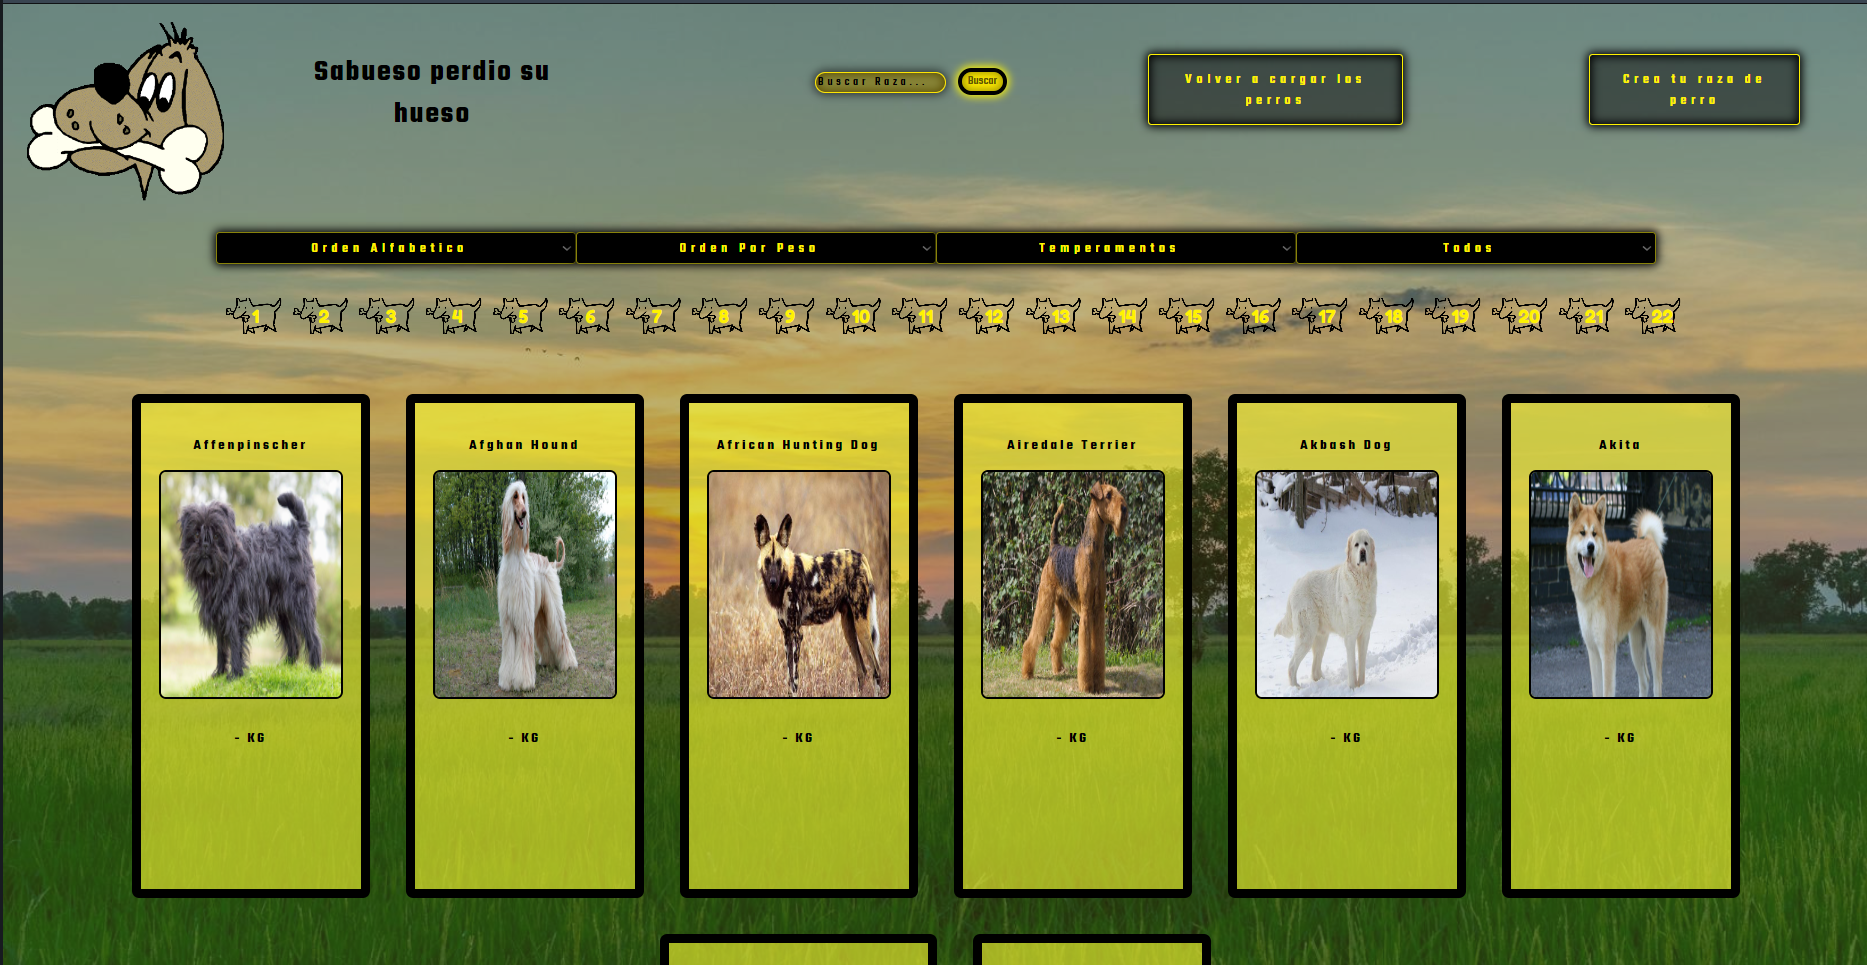 Sabueso perdio su
hueso
Buscar Raza...
Buscar
Volver a cargar los
perros
Crea tu raza de
perro
Orden Alfabetico
Orden Por Peso
Temperamentos
Todos
1 2 3 4 5 6 7 8 9 10 11 12 13 14 15 16 17 18 19 20 21 22
Affenpinscher
Afghan Hound
African Hunting Dog
Airedale Terrier
Akbash Dog
Akita
- KG
- KG
- KG
- KG
- KG
- KG